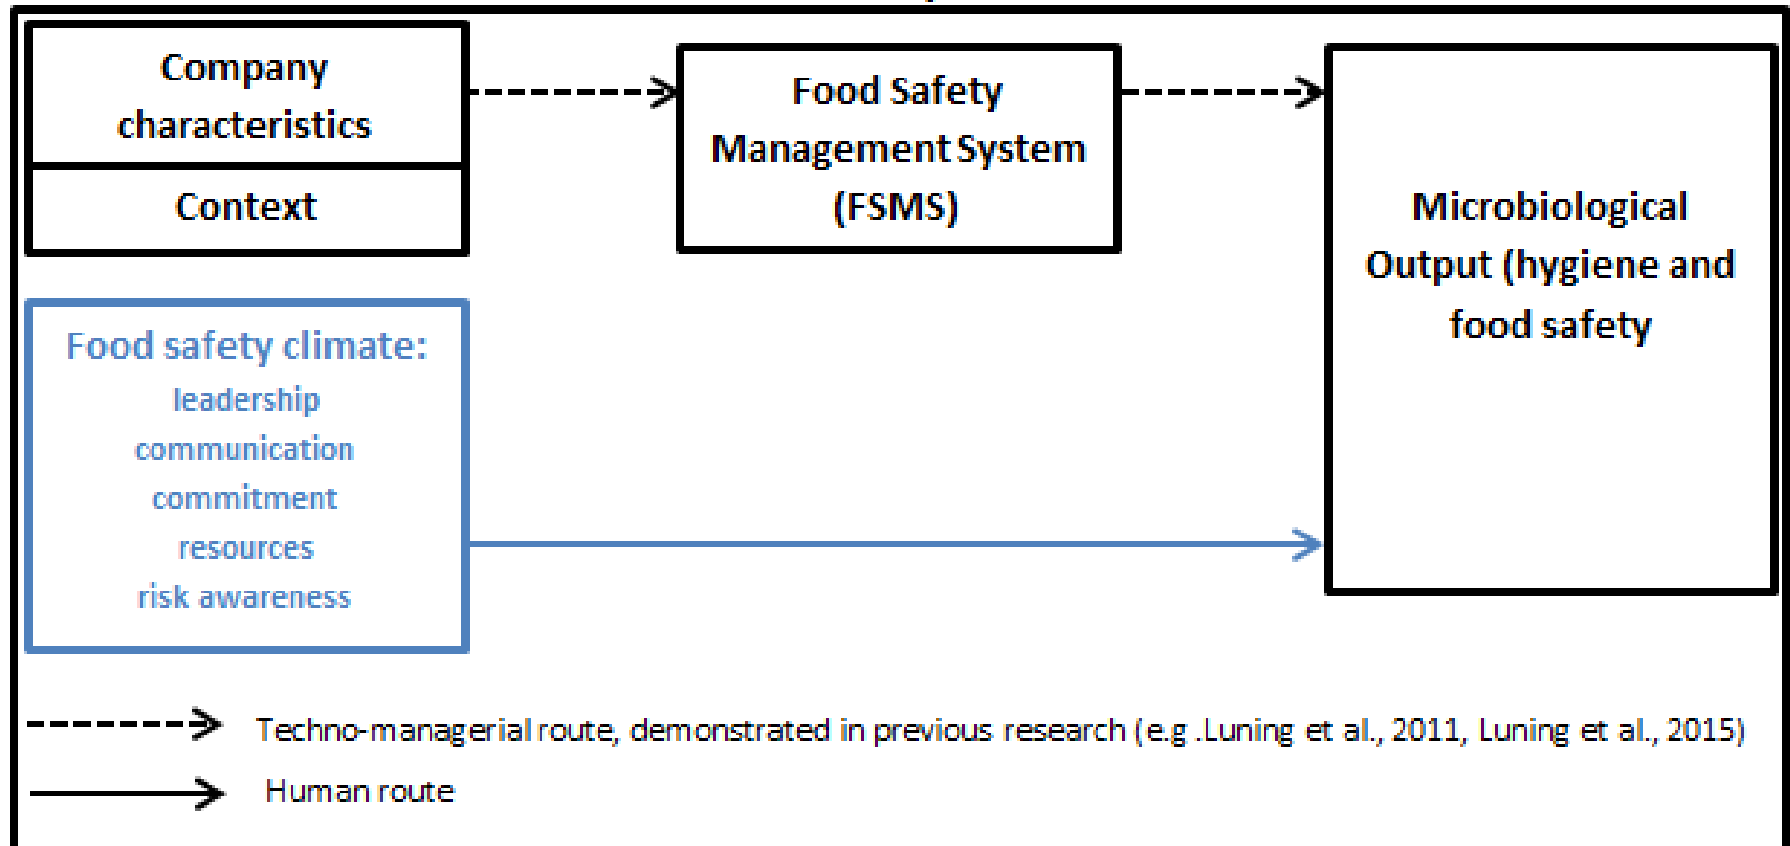 Company
characteristics
Context
Food Safety
Management System
(FSMS)
Microbiological
Output (hygiene and
food safety
Food safety climate:
leadership
communication
commitment
resources
risk awareness
Techno-managerial route, demonstrated in previous research (e.g .Luning et al., 2011, Luning et al., 2015)
Human route